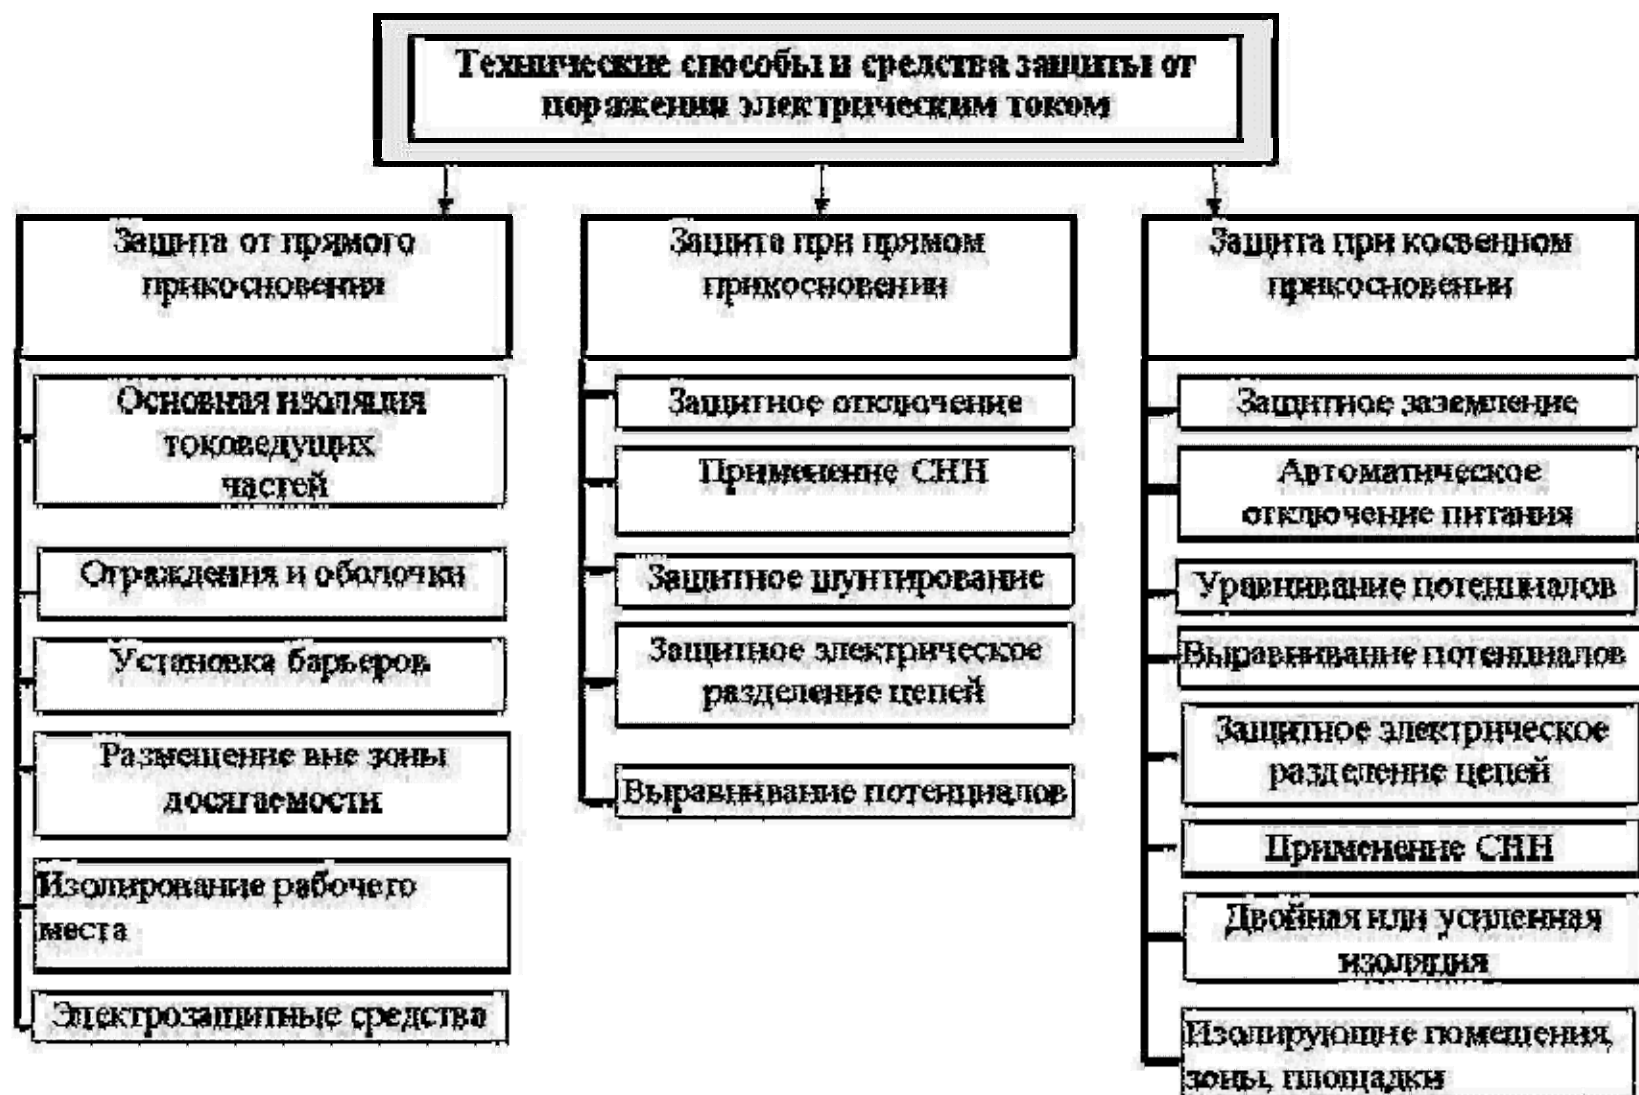 Технические способы и средства защиты от
поражения электрическим током
Защита от прямого
прикосновения
Основная изоляция
токоведущих
частей
Ограждения и оболочки
Установка барьеров
Размещение вне зоны
досягаемости
Изолирование рабочего
места
Электрозащитные средства
Защита при прямом
прикосновении
Защитное отключение
Применение СНН
Защитное шунтирование
Защитное электрическое
разделение цепей
Выравнивание потенциалов
Защита при косвенном
прикосновении
Защитное заземление
Автоматическое
отключение питания
Уравнивание потенциалов
Выравнивание потенциалов
Защитное электрическое
разделение цепей
Применение СНН
Двойная или усиленная
изоляция
Изолирующие помещения,
зоны, площадки